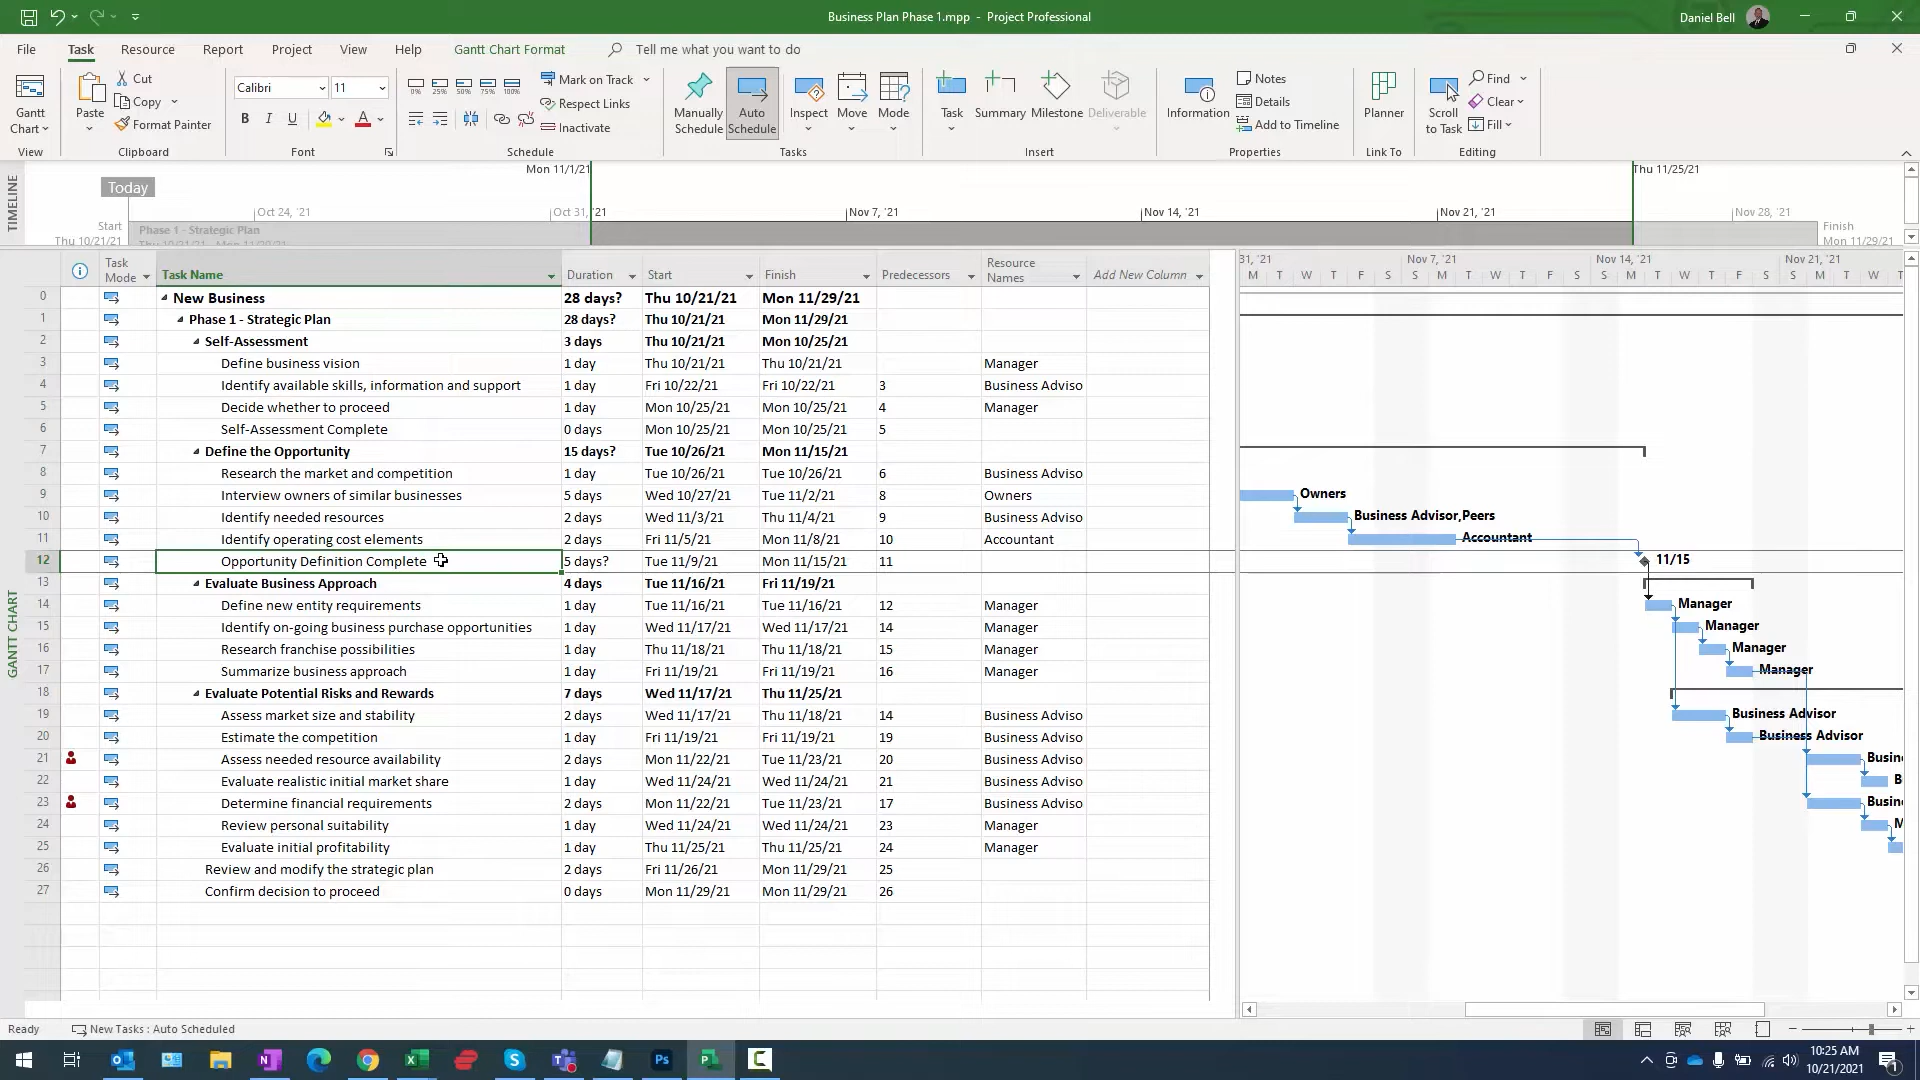 Business Plan Phase 1.mpp - Project Professional
Daniel Bell
File Task Resource Report Project View Help Gantt Chart Format Tell me what you want to do
Gantt Chart
View
Paste
Cut
Copy
Format Painter
Clipboard
Calibri 11
B I U A
Font
0% 25% 50% 75% 100%
Mark on Track
Respect Links
Inactivate
Schedule
Manually Schedule
Auto Schedule
Inspect
Move
Mode
Tasks
Task
Summary
Milestone
Deliverable
Insert
Information
Notes
Details
Add to Timeline
Properties
Planner
Link To
Scroll to Task
Find
Clear
Fill
Editing
TIMELINE
Mon 11/1/21 Thu 11/25/21
Today
Oct 24, '21 Oct 31, '21 Nov 7, '21 Nov 14, '21 Nov 21, '21 Nov 28, '21
Start
Thu 10/21/21
Phase 1 - Strategic Plan
Thu 10/21/21 - Mon 11/29/21
Finish
Mon 11/29/21
GANTT CHART
Task Mode Task Name Duration Start Finish Predecessors Resource Names Add New Column
0 New Business 28 days? Thu 10/21/21 Mon 11/29/21
1 Phase 1 - Strategic Plan 28 days? Thu 10/21/21 Mon 11/29/21
2 Self-Assessment 3 days Thu 10/21/21 Mon 10/25/21
3 Define business vision 1 day Thu 10/21/21 Thu 10/21/21 Manager
4 Identify available skills, information and support 1 day Fri 10/22/21 Fri 10/22/21 3 Business Adviso
5 Decide whether to proceed 1 day Mon 10/25/21 Mon 10/25/21 4 Manager
6 Self-Assessment Complete 0 days Mon 10/25/21 Mon 10/25/21 5
7 Define the Opportunity 15 days? Tue 10/26/21 Mon 11/15/21
8 Research the market and competition 1 day Tue 10/26/21 Tue 10/26/21 6 Business Adviso
9 Interview owners of similar businesses 5 days Wed 10/27/21 Tue 11/2/21 8 Owners
10 Identify needed resources 2 days Wed 11/3/21 Thu 11/4/21 9 Business Adviso
11 Identify operating cost elements 2 days Fri 11/5/21 Mon 11/8/21 10 Accountant
12 Opportunity Definition Complete 5 days? Tue 11/9/21 Mon 11/15/21 11
13 Evaluate Business Approach 4 days Tue 11/16/21 Fri 11/19/21
14 Define new entity requirements 1 day Tue 11/16/21 Tue 11/16/21 12 Manager
15 Identify on-going business purchase opportunities 1 day Wed 11/17/21 Wed 11/17/21 14 Manager
16 Research franchise possibilities 1 day Thu 11/18/21 Thu 11/18/21 15 Manager
17 Summarize business approach 1 day Fri 11/19/21 Fri 11/19/21 16 Manager
18 Evaluate Potential Risks and Rewards 7 days Wed 11/17/21 Thu 11/25/21
19 Assess market size and stability 2 days Wed 11/17/21 Thu 11/18/21 14 Business Adviso
20 Estimate the competition 1 day Fri 11/19/21 Fri 11/19/21 19 Business Adviso
21 Assess needed resource availability 2 days Mon 11/22/21 Tue 11/23/21 20 Business Adviso
22 Evaluate realistic initial market share 1 day Wed 11/24/21 Wed 11/24/21 21 Business Adviso
23 Determine financial requirements 2 days Mon 11/22/21 Tue 11/23/21 17 Business Adviso
24 Review personal suitability 1 day Wed 11/24/21 Wed 11/24/21 23 Manager
25 Evaluate initial profitability 1 day Thu 11/25/21 Thu 11/25/21 24 Manager
26 Review and modify the strategic plan 2 days Fri 11/26/21 Mon 11/29/21 25
27 Confirm decision to proceed 0 days Mon 11/29/21 Mon 11/29/21 26
31, '21 Nov 7, '21 Nov 14, '21 Nov 21, '21
M T W T F S S M T W T F S S M T W T F S S M T W T
Owners
Business Advisor,Peers
Accountant
11/15
Manager
Manager
Manager
Manager
Business Advisor
Business Advisor
Busin
B
Busin
M
Ready New Tasks : Auto Scheduled
10:25 AM
10/21/2021